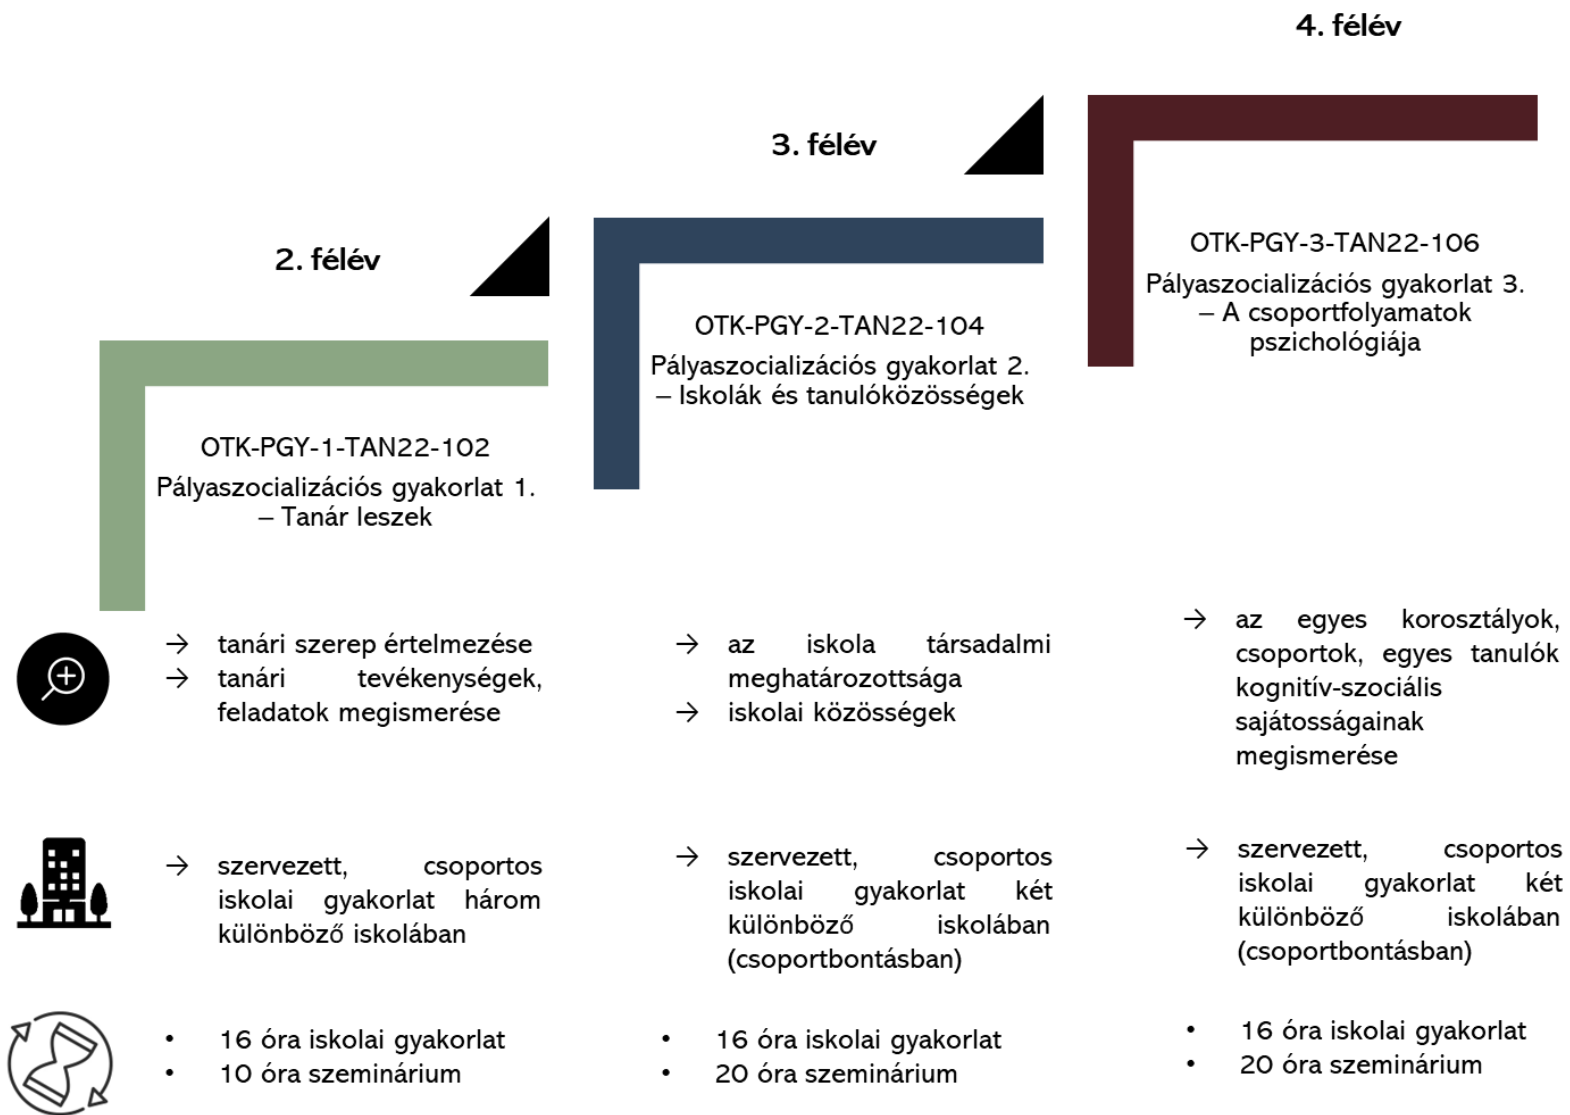 2. félév
OTK-PGY-1-TAN22-102
Pályaszocializációs gyakorlat 1.
– Tanár leszek
→ tanári szerep értelmezése
→ tanári tevékenységek,
feladatok megismerése
→ szervezett, csoportos
iskolai gyakorlat három
különböző iskolában
• 16 óra iskolai gyakorlat
• 10 óra szeminárium
3. félév
OTK-PGY-2-TAN22-104
Pályaszocializációs gyakorlat 2.
– Iskolák és tanulóközösségek
→ az iskola társadalmi
meghatározottsága
→ iskolai közösségek
→ szervezett, csoportos
iskolai gyakorlat két
különböző iskolában
(csoportbontásban)
• 16 óra iskolai gyakorlat
• 20 óra szeminárium
4. félév
OTK-PGY-3-TAN22-106
Pályaszocializációs gyakorlat 3.
– A csoportfolyamatok
pszichológiája
→ az egyes korosztályok,
csoportok, egyes tanulók
kognitív-szociális
sajátosságainak
megismerése
→ szervezett, csoportos
iskolai gyakorlat két
különböző iskolában
(csoportbontásban)
• 16 óra iskolai gyakorlat
• 20 óra szeminárium